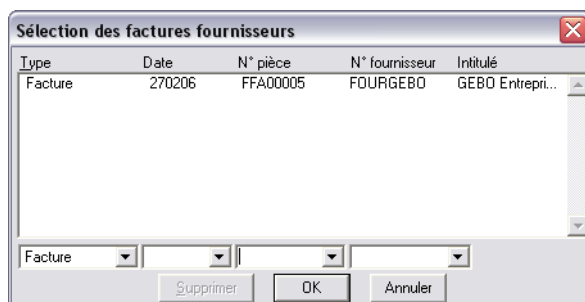 Sélection des factures fournisseurs
Type Date N° pièce N° fournisseur Intitulé
Facture 270206 FFA00005 FOURGEBO GEBO Entrepri...
Facture
Supprimer OK Annuler